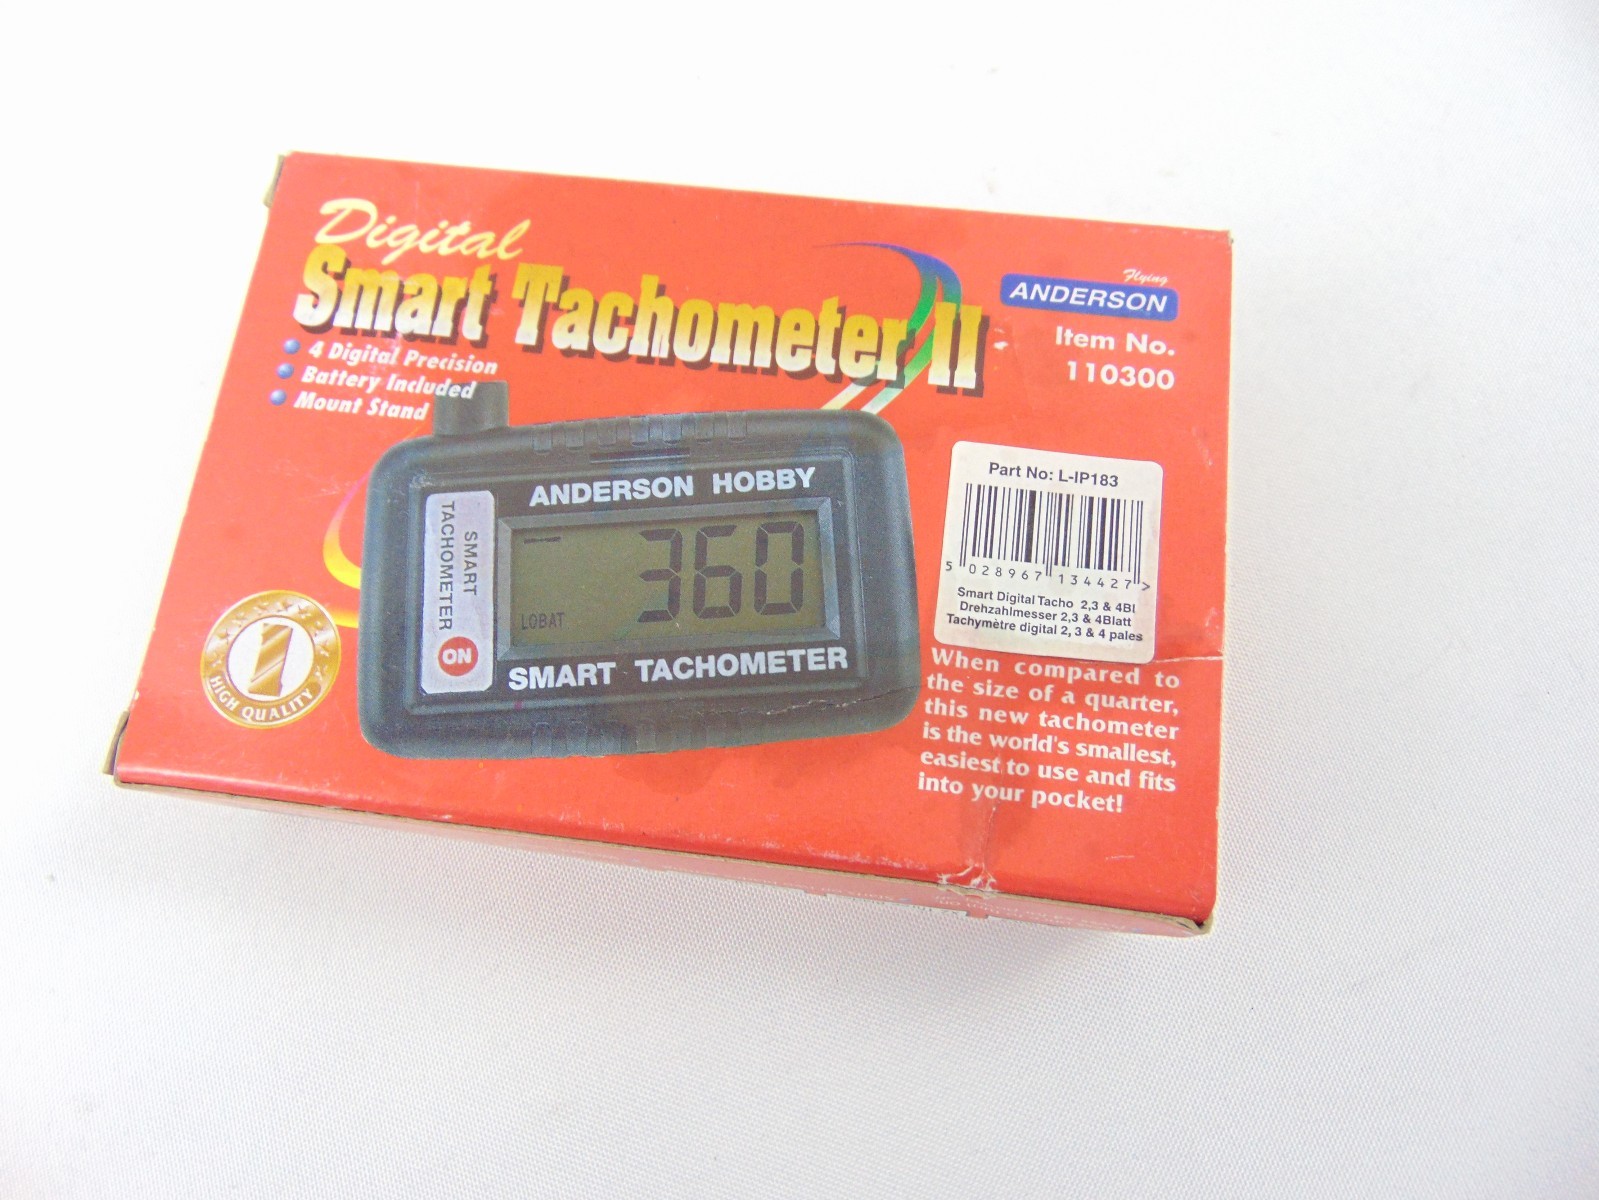 Digital
Smart Tachometer II
4 Digital Precision
Battery Included
Mount Stand
Flying
ANDERSON
Item No.
110300
ANDERSON HOBBY
SMART
TACHOMETER
ON
360
LOBAT
SMART TACHOMETER
1
HIGH QUALITY
Part No: L-IP183
5 028967 134427 >
Smart Digital Tacho 2,3 & 4Bl
Drehzahlmesser 2,3 & 4Blatt
Tachymètre digital 2, 3 & 4 pales
When compared to
the size of a quarter,
this new tachometer
is the world's smallest,
easiest to use and fits
into your pocket!